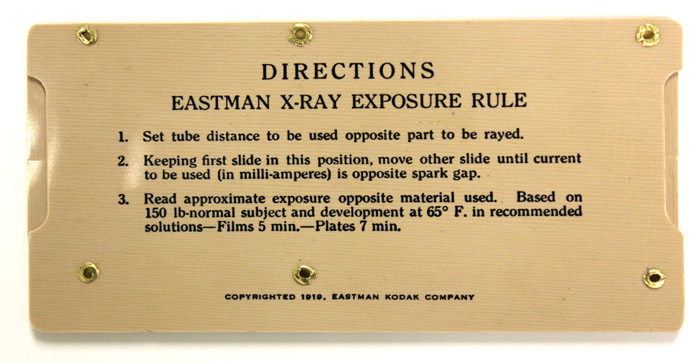 DIRECTIONS
EASTMAN X-RAY EXPOSURE RULE
1. Set tube distance to be used opposite part to be rayed.
2. Keeping first slide in this position, move other slide until current
to be used (in milli-amperes) is opposite spark gap.
3. Read approximate exposure opposite material used. Based on
150 lb-normal subject and development at 65° F. in recommended
solutions—Films 5 min.—Plates 7 min.
COPYRIGHTED 1919, EASTMAN KODAK COMPANY